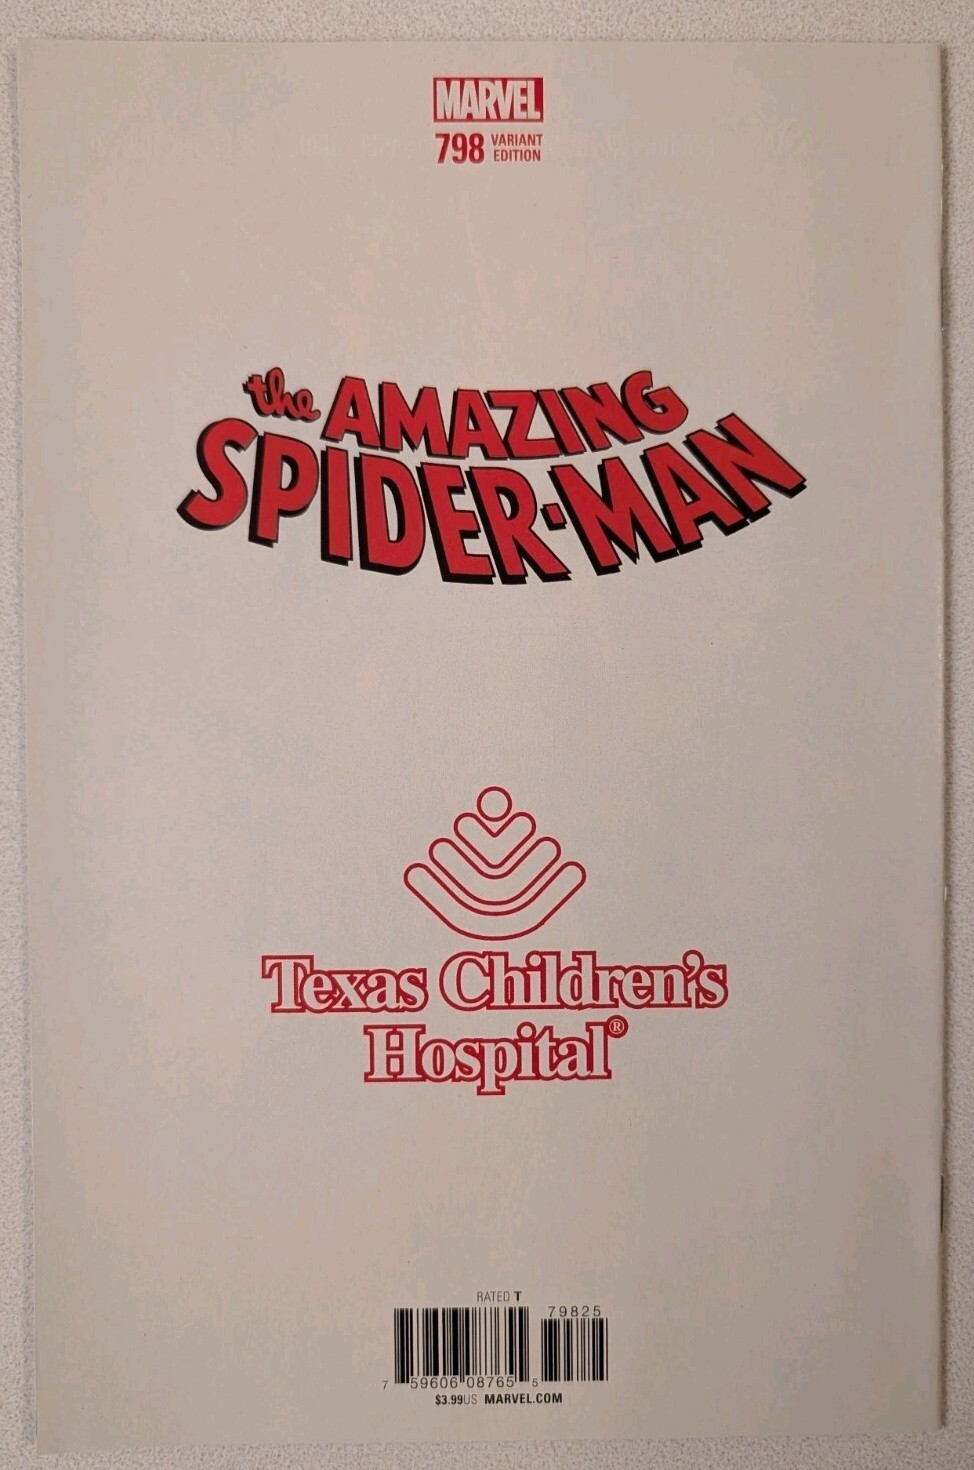 MARVEL
798 VARIANT EDITION
the AMAZING
SPIDER-MAN
Texas Children's
Hospital®
RATED T
79825
7 59606 08765 5
$3.99US MARVEL.COM